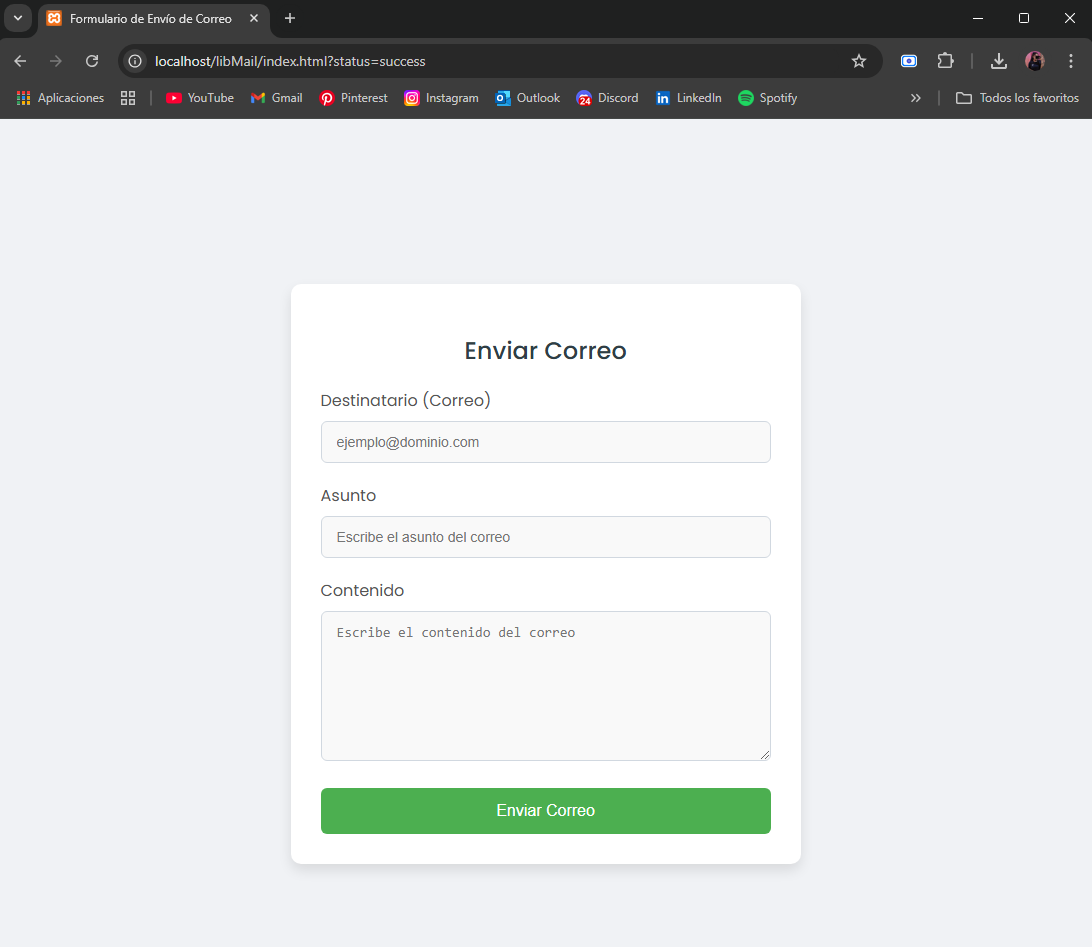 Formulario de Envío de Correo
localhost/libMail/index.html?status=success
Aplicaciones YouTube Gmail Pinterest Instagram Outlook 24 Discord LinkedIn Spotify Todos los favoritos
Enviar Correo
Destinatario (Correo)
ejemplo@dominio.com
Asunto
Escribe el asunto del correo
Contenido
Escribe el contenido del correo
Enviar Correo